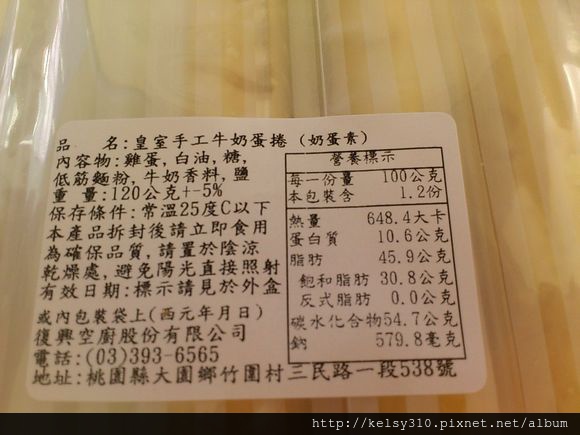 品　名:皇室手工牛奶蛋捲(奶蛋素)
內容物:雞蛋,白油,糖,
低筋麵粉,牛奶香料,鹽
重　量:120公克+-5%
保存條件:常溫25度C以下
本產品拆封後請立即食用
為確保品質,請置於陰涼
乾燥處,避免陽光直接照射
有效日期:標示請見於外盒
或內包裝袋上(西元年月日)
復興空廚股份有限公司
電話:(03)393-6565
地址:桃園縣大園鄉竹圍村三民路一段538號
營養標示
每一份量 100公克
本包裝含 1.2份
熱量 648.4大卡
蛋白質 10.6公克
脂肪 45.9公克
飽和脂肪 30.8公克
反式脂肪 0.0公克
碳水化合物54.7公克
鈉 579.8毫克
http://kelsy310.pixnet.net/album